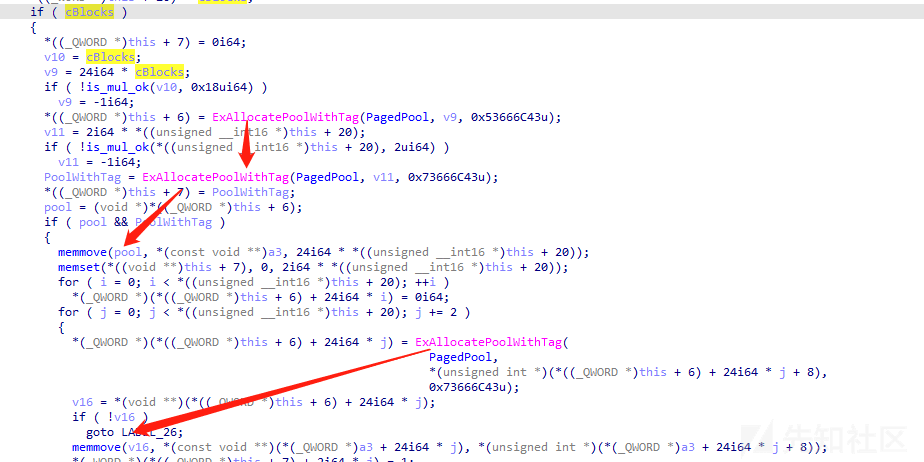 if ( cBlocks )
{
*((_QWORD *)this + 7) = 0i64;
v10 = cBlocks;
v9 = 24i64 * cBlocks;
if ( !is_mul_ok(v10, 0x18ui64) )
v9 = -1i64;
*((_QWORD *)this + 6) = ExAllocatePoolWithTag(PagedPool, v9, 0x53666C43u);
v11 = 2i64 * *((unsigned __int16 *)this + 20);
if ( !is_mul_ok(*((unsigned __int16 *)this + 20), 2ui64) )
v11 = -1i64;
PoolWithTag = ExAllocatePoolWithTag(PagedPool, v11, 0x73666C43u);
*((_QWORD *)this + 7) = PoolWithTag;
pool = (void *)*((_QWORD *)this + 6);
if ( pool && PoolWithTag )
{
memmove(pool, *(const void **)a3, 24i64 * *((unsigned __int16 *)this + 20));
memset(*((void **)this + 7), 0, 2i64 * *((unsigned __int16 *)this + 20));
for ( i = 0; i < *((unsigned __int16 *)this + 20); ++i )
*(_QWORD *)(*((_QWORD *)this + 6) + 24i64 * i) = 0i64;
for ( j = 0; j < *((unsigned __int16 *)this + 20); j += 2 )
{
*(_QWORD *)(*((_QWORD *)this + 6) + 24i64 * j) = ExAllocatePoolWithTag(
PagedPool,
*(unsigned int *)(*((_QWORD *)this + 6) + 24i64 * j + 8),
0x73666C43u);
v16 = *(void **)(*((_QWORD *)this + 6) + 24i64 * j);
if ( !v16 )
goto LABEL_26;
memmove(v16, *(const void **)(*(_QWORD *)a3 + 24i64 * j), *(unsigned int *)(*(_QWORD *)a3 + 24i64 * j + 8));